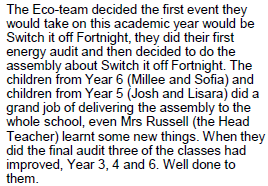 The Eco-team decided the first event they
would take on this academic year would be
Switch it off Fortnight, they did their first
energy audit and then decided to do the
assembly about Switch it off Fortnight. The
children from Year 6 (Millee and Sofia) and
children from Year 5 (Josh and Lisara) did a
grand job of delivering the assembly to the
whole school, even Mrs Russell (the Head
Teacher) learnt some new things. When they
did the final audit three of the classes had
improved, Year 3, 4 and 6. Well done to
them.